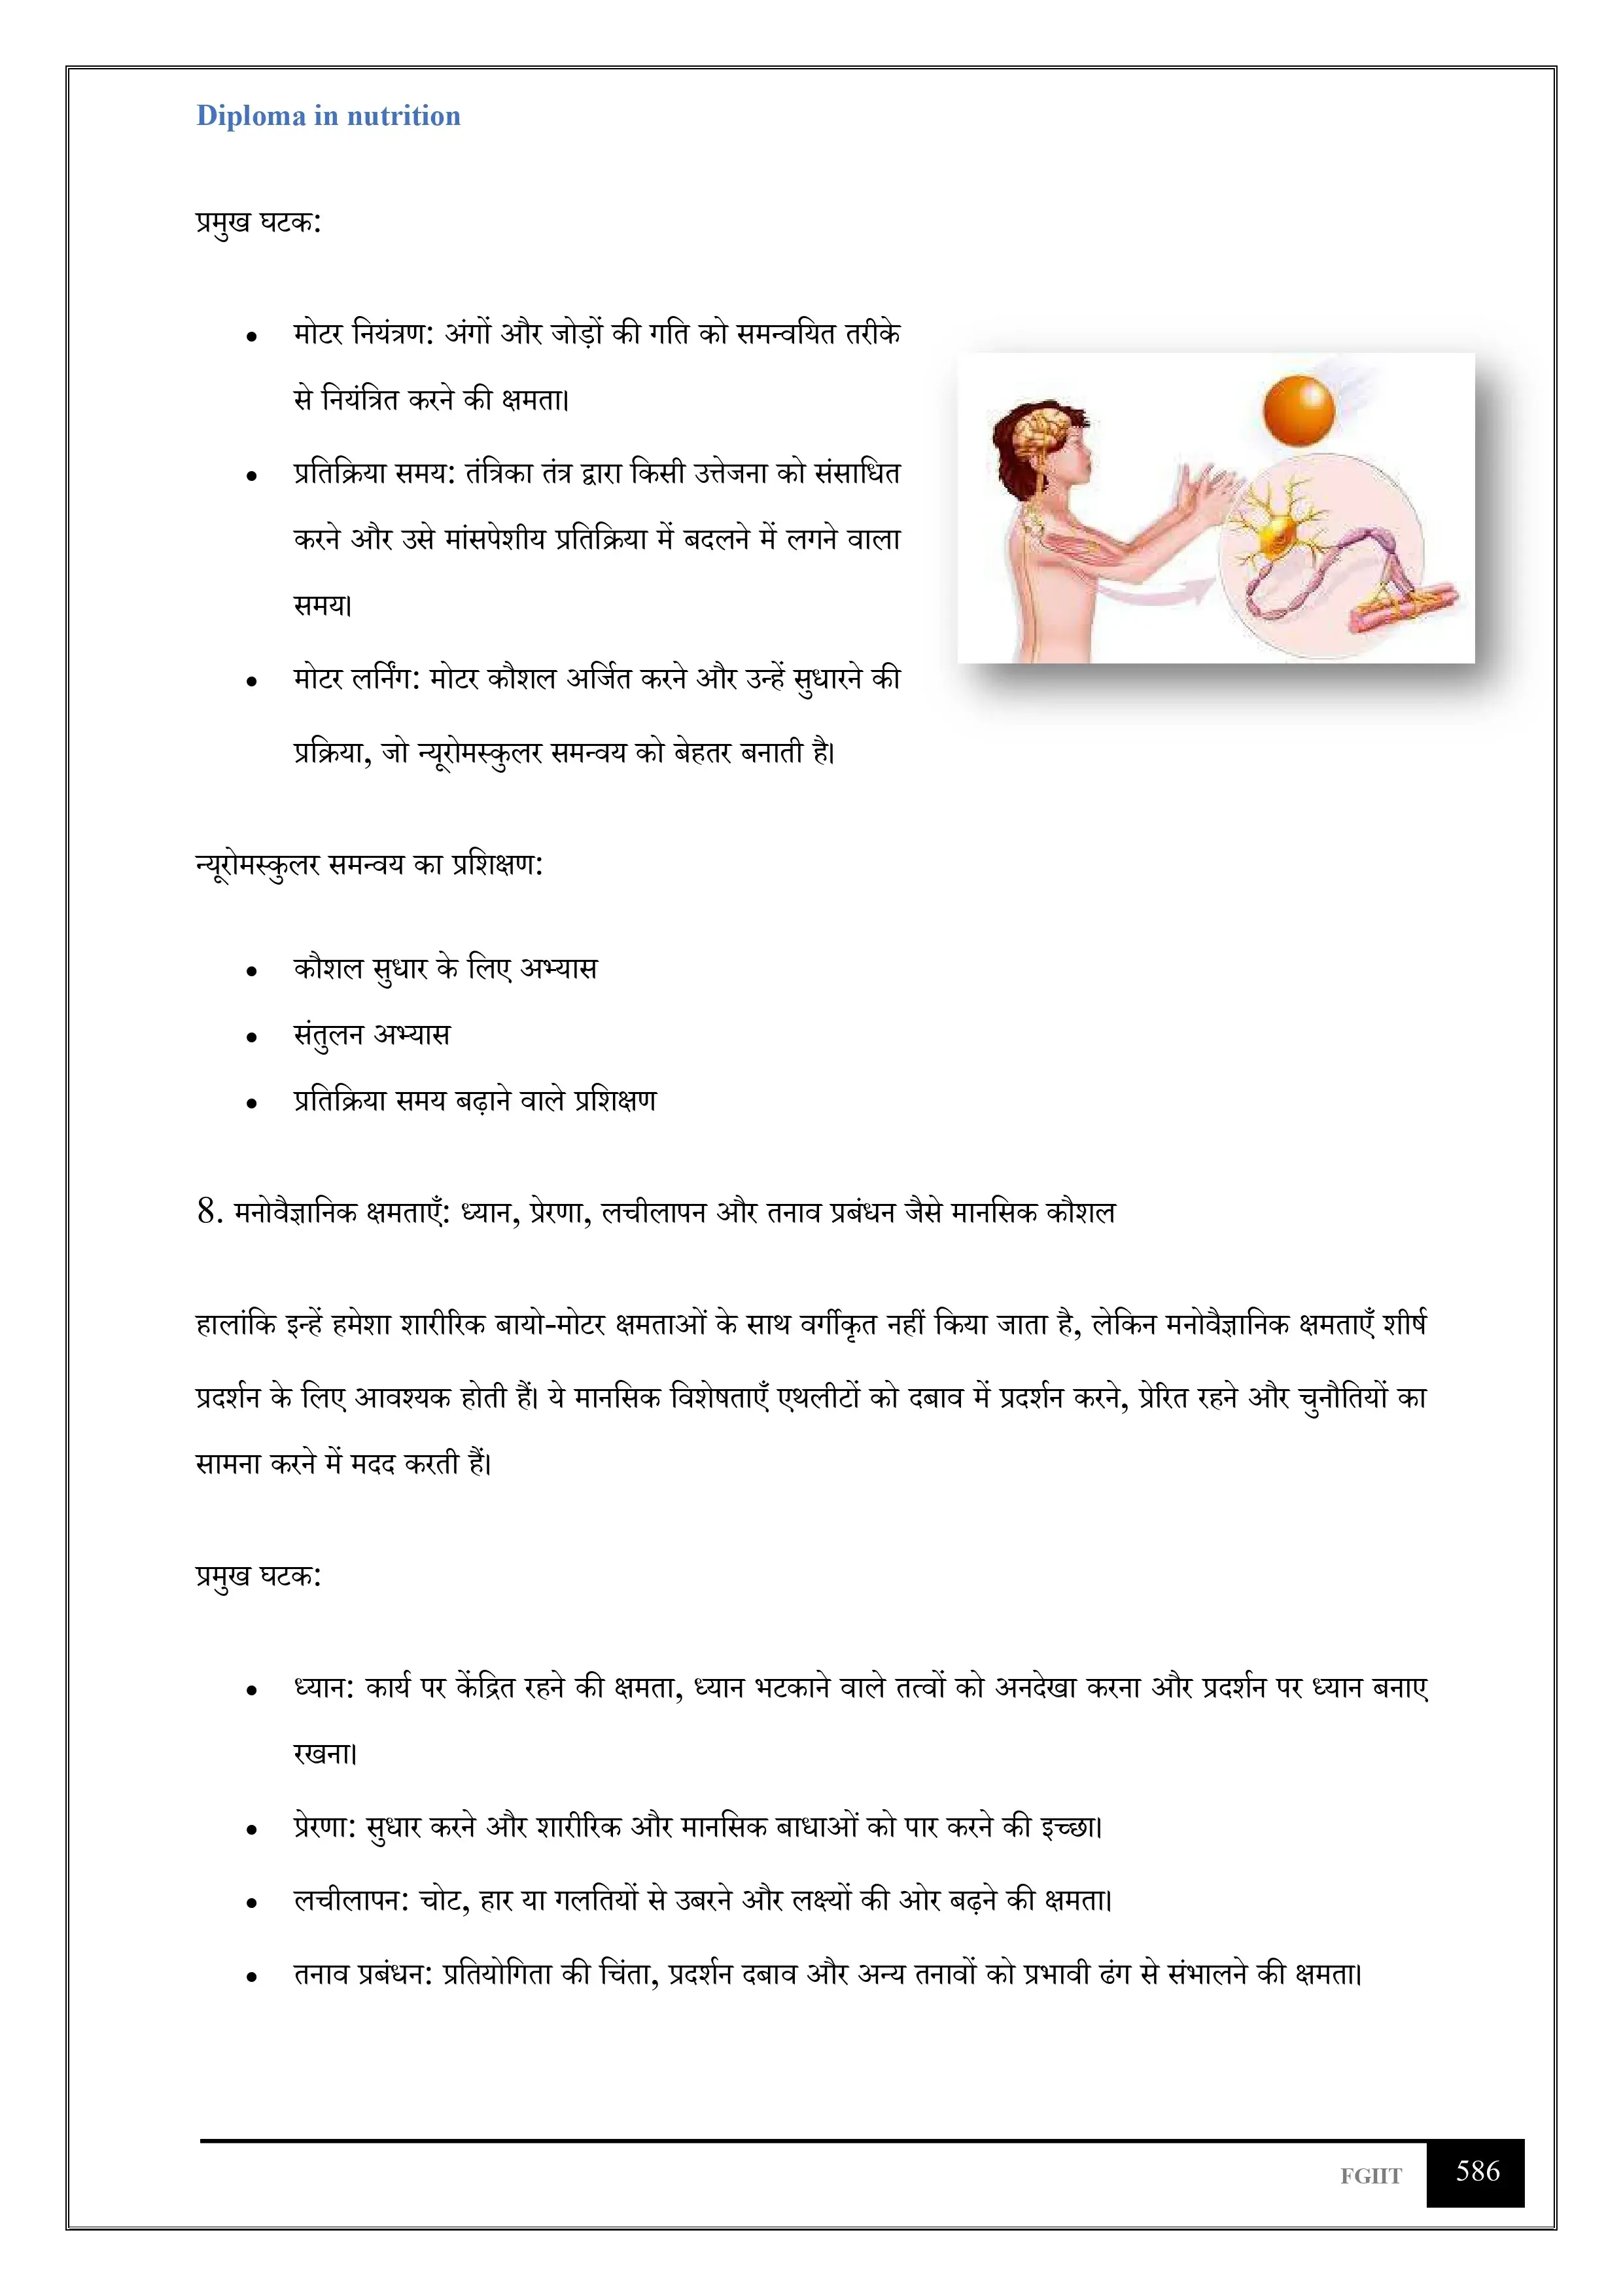 Diploma in nutrition
प्रमुख घटक:
• मोटर नियंत्रण: अंगों और जोड़ों की गति को समन्वयित तरीके
से नियंत्रित करने की क्षमता।
• प्रतिक्रिया समय: तंत्रिका तंत्र द्वारा किसी उत्तेजना को संसाधित
करने और उसे मांसपेशीय प्रतिक्रिया में बदलने में लगने वाला
समय।
• मोटर लर्निंग: मोटर कौशल अर्जित करने और उन्हें सुधारने की
प्रक्रिया, जो न्यूरोमस्कुलर समन्वय को बेहतर बनाती है।
न्यूरोमस्कुलर समन्वय का प्रशिक्षण:
• कौशल सुधार के लिए अभ्यास
• संतुलन अभ्यास
• प्रतिक्रिया समय बढ़ाने वाले प्रशिक्षण
8. मनोवैज्ञानिक क्षमताएँ: ध्यान, प्रेरणा, लचीलापन और तनाव प्रबंधन जैसे मानसिक कौशल
हालांकि इन्हें हमेशा शारीरिक बायो-मोटर क्षमताओं के साथ वर्गीकृत नहीं किया जाता है, लेकिन मनोवैज्ञानिक क्षमताएँ शीर्ष
प्रदर्शन के लिए आवश्यक होती हैं। ये मानसिक विशेषताएँ एथलीटों को दबाव में प्रदर्शन करने, प्रेरित रहने और चुनौतियों का
सामना करने में मदद करती हैं।
प्रमुख घटक:
• ध्यान: कार्य पर केंद्रित रहने की क्षमता, ध्यान भटकाने वाले तत्वों को अनदेखा करना और प्रदर्शन पर ध्यान बनाए
रखना।
• प्रेरणा: सुधार करने और शारीरिक और मानसिक बाधाओं को पार करने की इच्छा।
• लचीलापन: चोट, हार या गलतियों से उबरने और लक्ष्यों की ओर बढ़ने की क्षमता।
• तनाव प्रबंधन: प्रतियोगिता की चिंता, प्रदर्शन दबाव और अन्य तनावों को प्रभावी ढंग से संभालने की क्षमता।
FGIIT 586